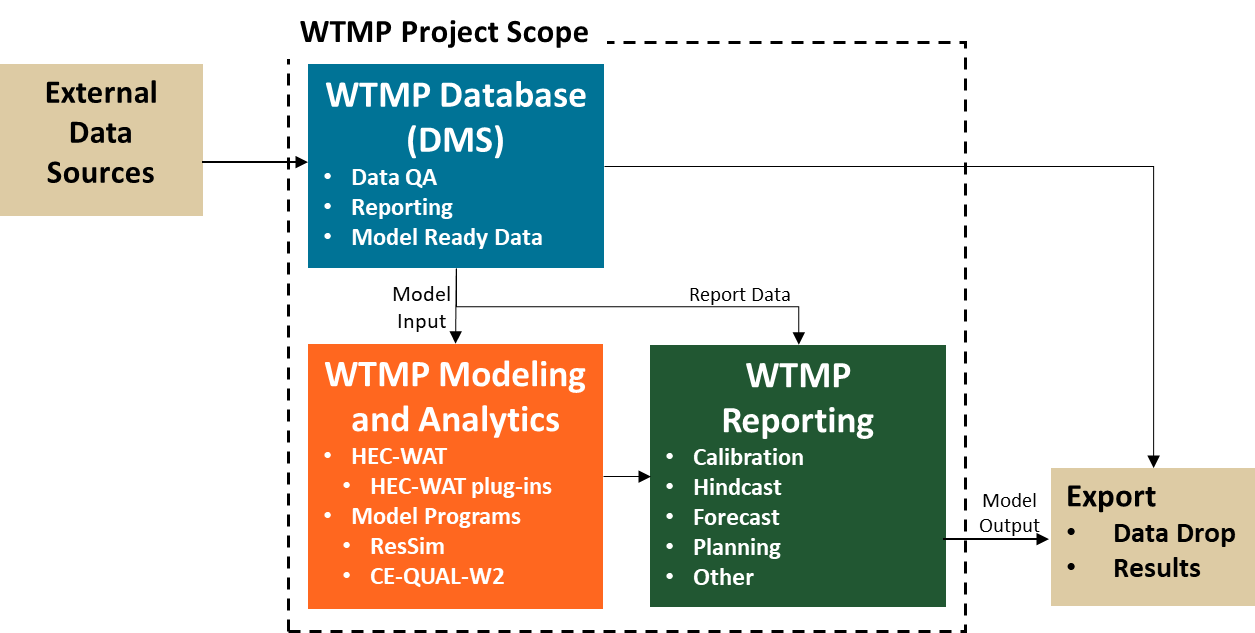 WTMP Project Scope
External
Data
Sources
WTMP Database
(DMS)
• Data QA
• Reporting
• Model Ready Data
Model
Input
Report Data
WTMP Modeling
and Analytics
• HEC-WAT
• HEC-WAT plug-ins
• Model Programs
• ResSim
• CE-QUAL-W2
WTMP
Reporting
• Calibration
• Hindcast
• Forecast
• Planning
• Other
Model
Output
Export
• Data Drop
• Results